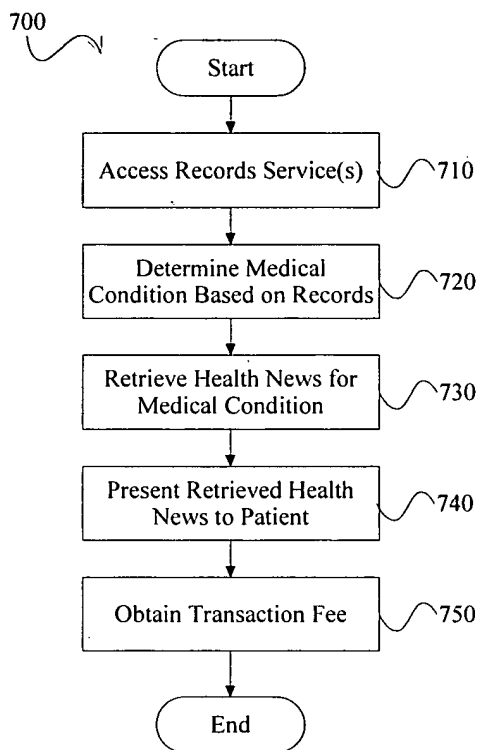 700
Start
Access Records Service(s)
710
Determine Medical
Condition Based on Records
720
Retrieve Health News for
Medical Condition
730
Present Retrieved Health
News to Patient
740
Obtain Transaction Fee
750
End